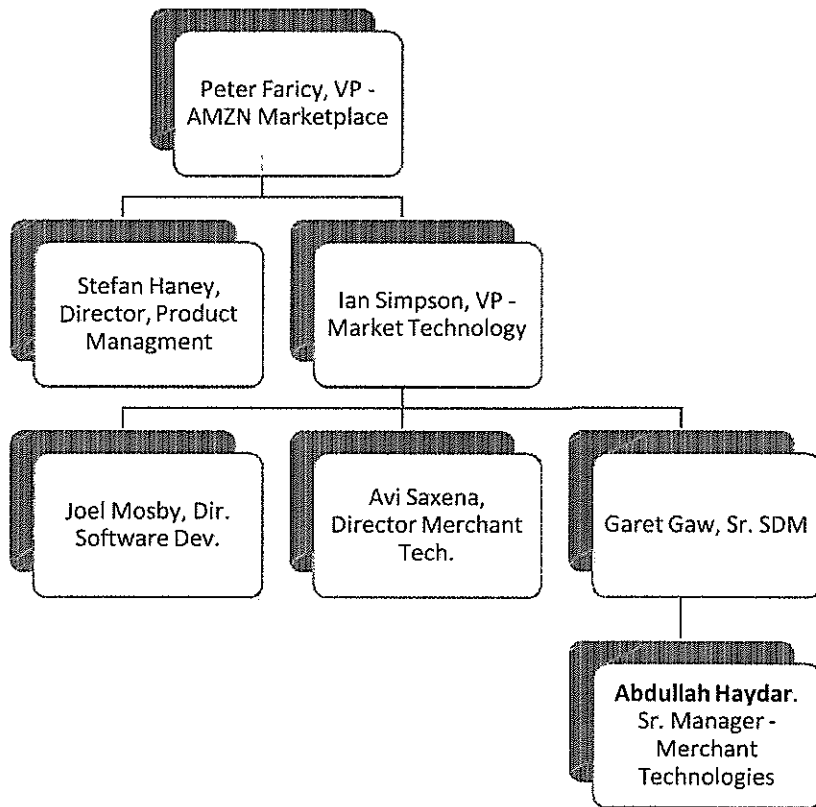 Peter Faricy, VP -
AMZN Marketplace
Stefan Haney,
Director, Product
Managment
Ian Simpson, VP -
Market Technology
Joel Mosby, Dir.
Software Dev.
Avi Saxena,
Director Merchant
Tech.
Garet Gaw, Sr. SDM
Abdullah Haydar.
Sr. Manager -
Merchant
Technologies